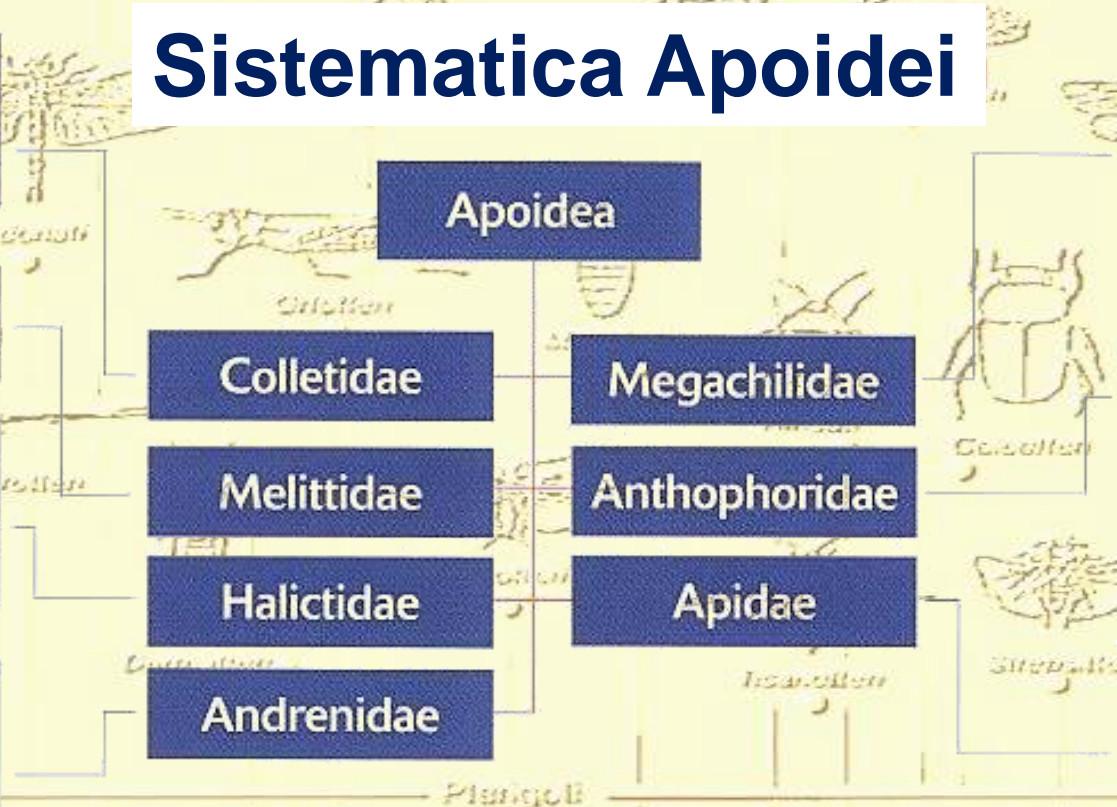 Sistematica Apoidei
Apoidea
Colletidae
Megachilidae
Melittidae
Anthophoridae
Halictidae
Apidae
Andrenidae